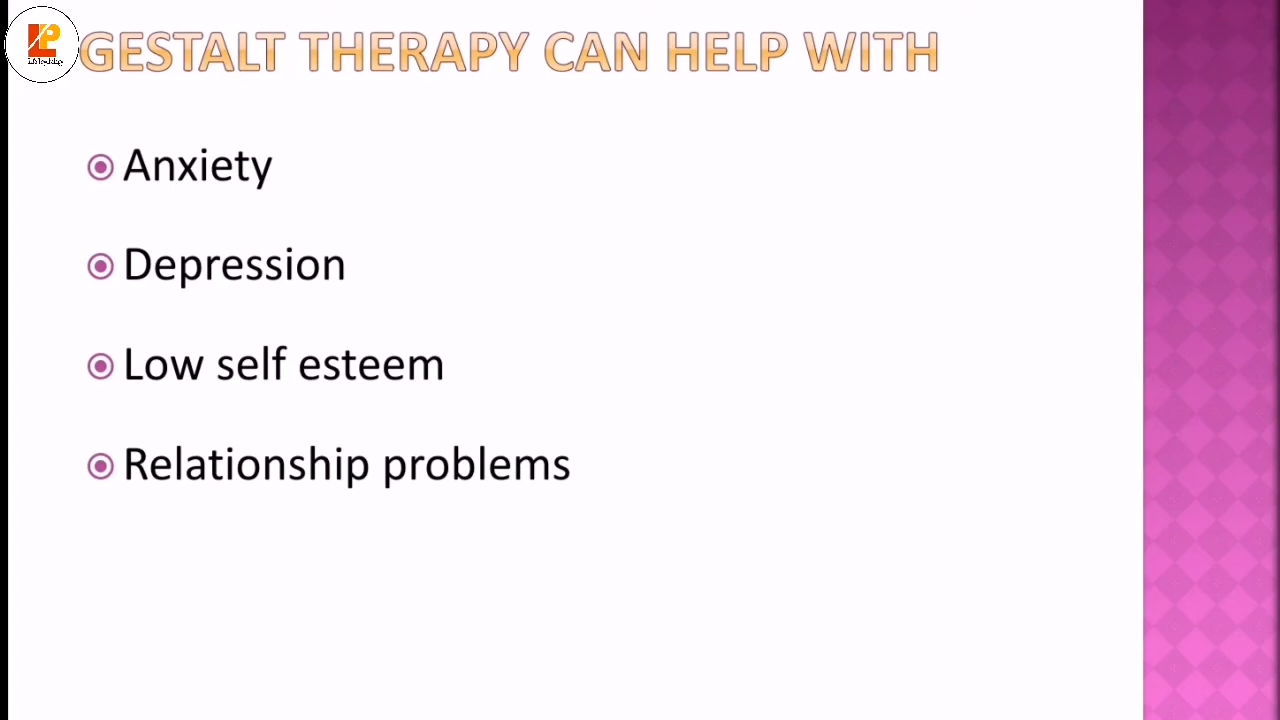 GESTALT THERAPY CAN HELP WITH
Anxiety
Depression
Low self esteem
Relationship problems